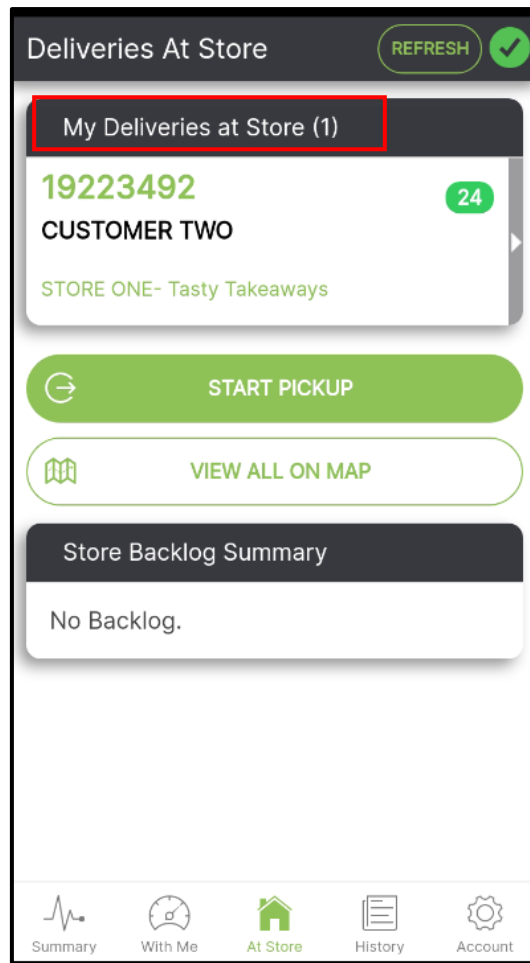 Deliveries At Store
REFRESH
My Deliveries at Store (1)
19223492
24
CUSTOMER TWO
STORE ONE- Tasty Takeaways
START PICKUP
VIEW ALL ON MAP
Store Backlog Summary
No Backlog.
Summary
With Me
At Store
History
Account